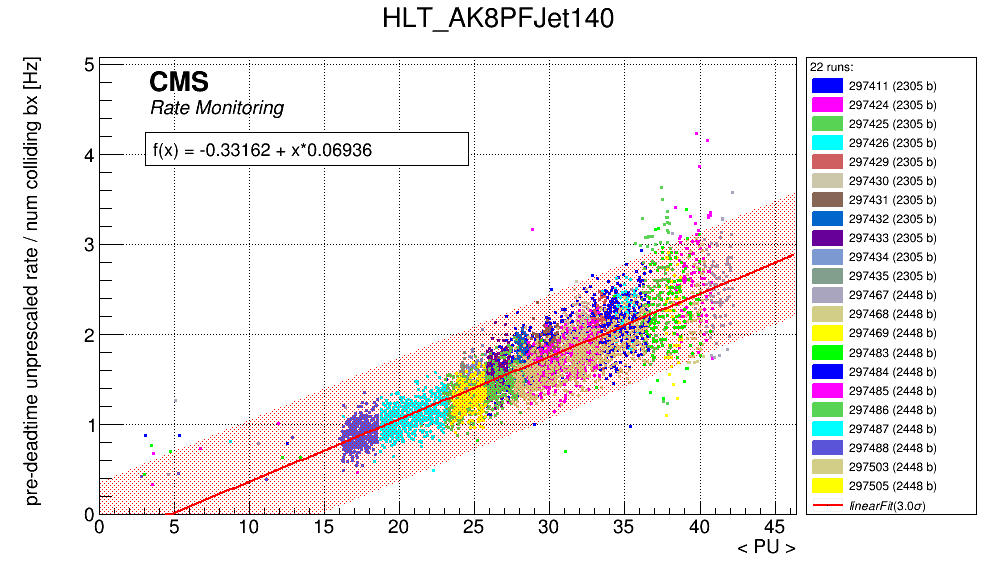 HLT_AK8PFJet140
pre-deadtime unprescaled rate / num colliding bx [Hz]
CMS
Rate Monitoring
f(x) = -0.33162 + x*0.06936
5
4
3
2
1
0
0 5 10 15 20 25 30 35 40 45
< PU >
22 runs:
297411 (2305 b)
297424 (2305 b)
297425 (2305 b)
297426 (2305 b)
297429 (2305 b)
297430 (2305 b)
297431 (2305 b)
297432 (2305 b)
297433 (2305 b)
297434 (2305 b)
297435 (2305 b)
297467 (2448 b)
297468 (2448 b)
297469 (2448 b)
297483 (2448 b)
297484 (2448 b)
297485 (2448 b)
297486 (2448 b)
297487 (2448 b)
297488 (2448 b)
297503 (2448 b)
297505 (2448 b)
linearFit(3.0σ)